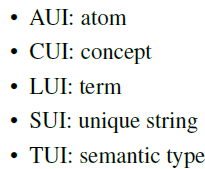 • AUI: atom
• CUI: concept
• LUI: term
• SUI: unique string
• TUI: semantic type